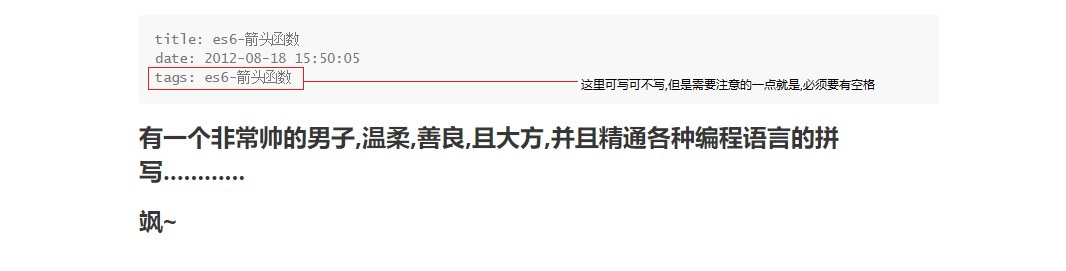 title: es6-箭头函数
date: 2012-08-18 15:50:05
tags: es6-箭头函数
这里可写可不写,但是需要注意的一点就是,必须要有空格
有一个非常帅的男子,温柔,善良,且大方,并且精通各种编程语言的拼
写…………
飒~